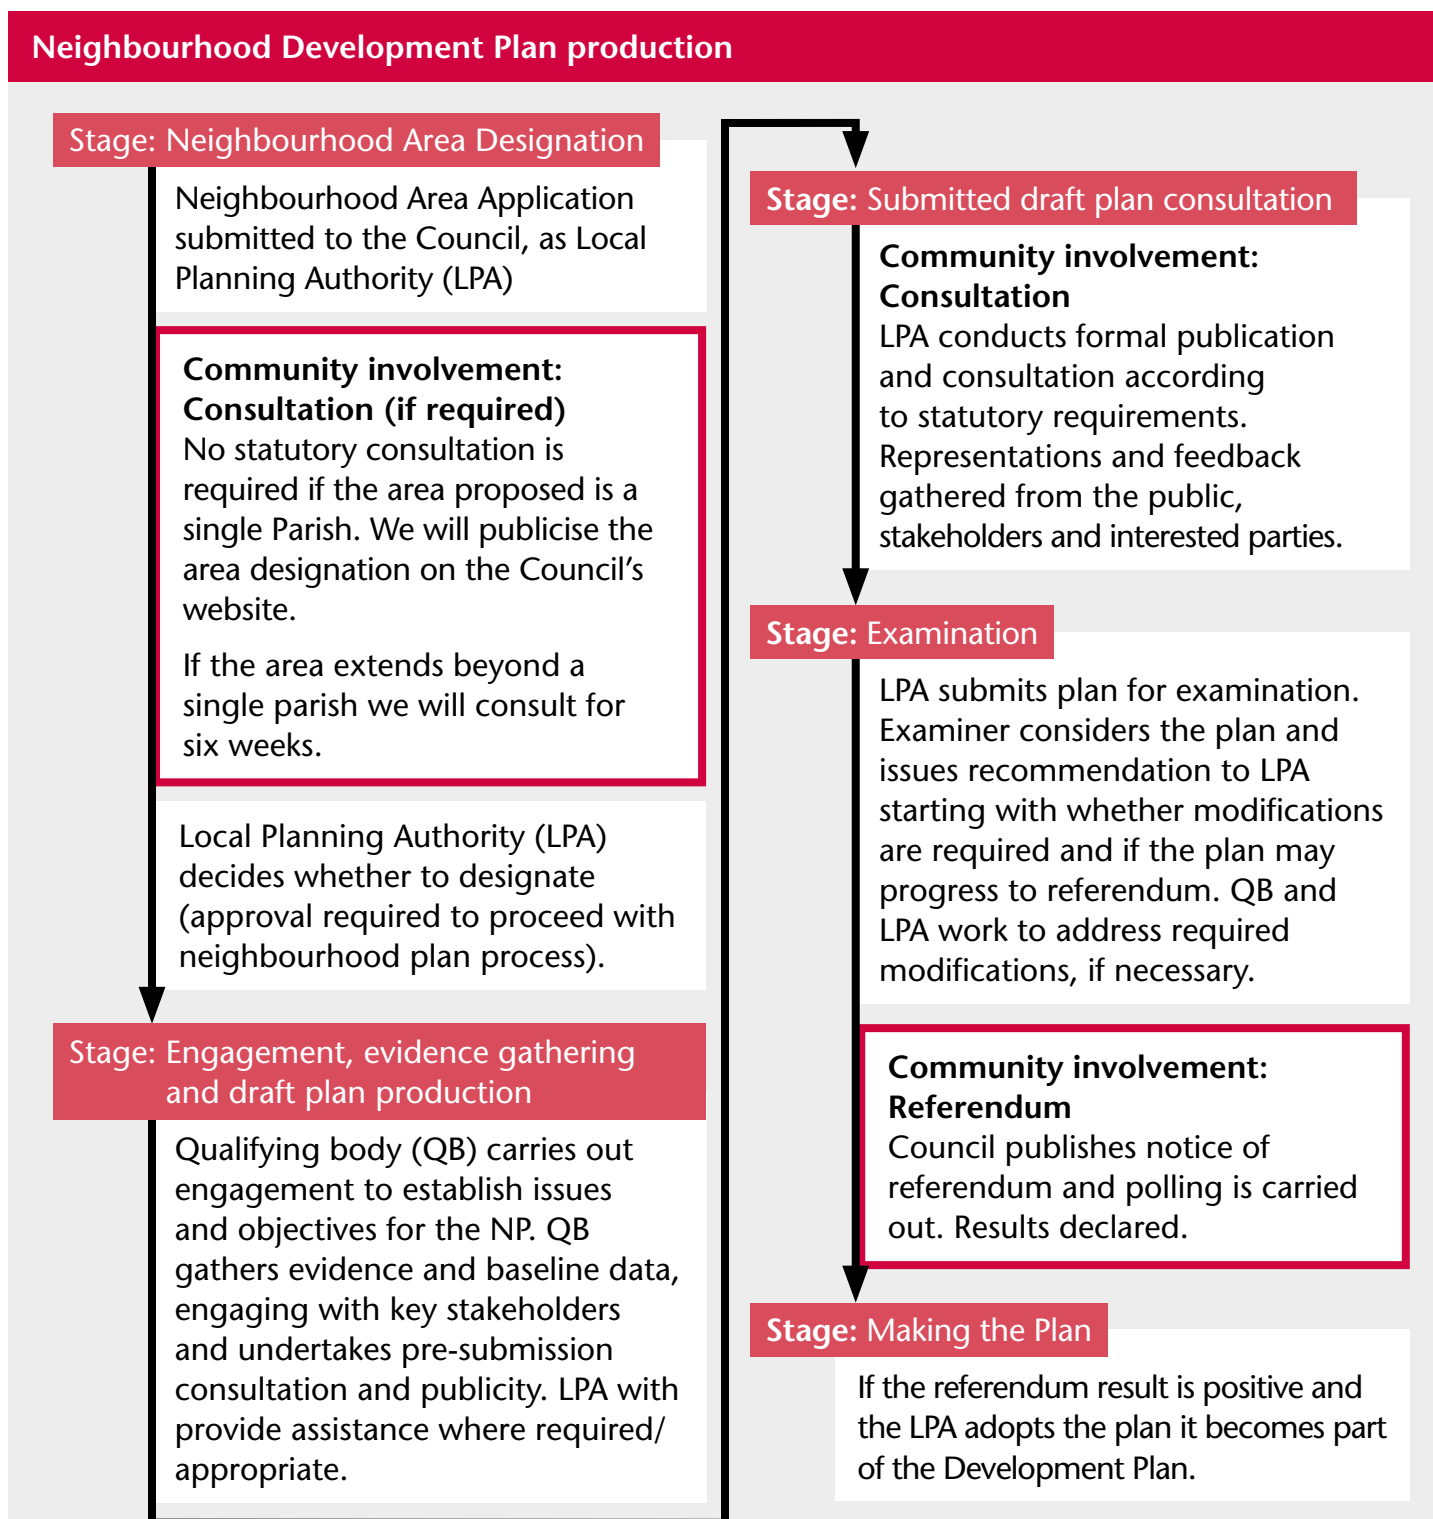 Neighbourhood Development Plan production
Stage: Neighbourhood Area Designation
Neighbourhood Area Application
submitted to the Council, as Local
Planning Authority (LPA)
Community involvement:
Consultation (if required)
No statutory consultation is
required if the area proposed is a
single Parish. We will publicise the
area designation on the Council’s
website.
If the area extends beyond a
single parish we will consult for
six weeks.
Local Planning Authority (LPA)
decides whether to designate
(approval required to proceed with
neighbourhood plan process).
Stage: Engagement, evidence gathering
and draft plan production
Qualifying body (QB) carries out
engagement to establish issues
and objectives for the NP. QB
gathers evidence and baseline data,
engaging with key stakeholders
and undertakes pre-submission
consultation and publicity. LPA with
provide assistance where required/
appropriate.
Stage: Submitted draft plan consultation
Community involvement:
Consultation
LPA conducts formal publication
and consultation according
to statutory requirements.
Representations and feedback
gathered from the public,
stakeholders and interested parties.
Stage: Examination
LPA submits plan for examination.
Examiner considers the plan and
issues recommendation to LPA
starting with whether modifications
are required and if the plan may
progress to referendum. QB and
LPA work to address required
modifications, if necessary.
Community involvement:
Referendum
Council publishes notice of
referendum and polling is carried
out. Results declared.
Stage: Making the Plan
If the referendum result is positive and
the LPA adopts the plan it becomes part
of the Development Plan.